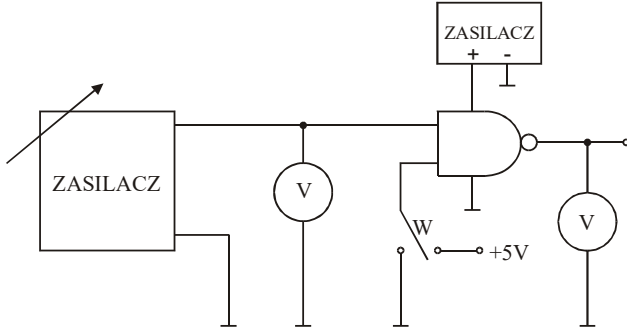 ZASILACZ
+ -
ZASILACZ
V
W
+5V
V